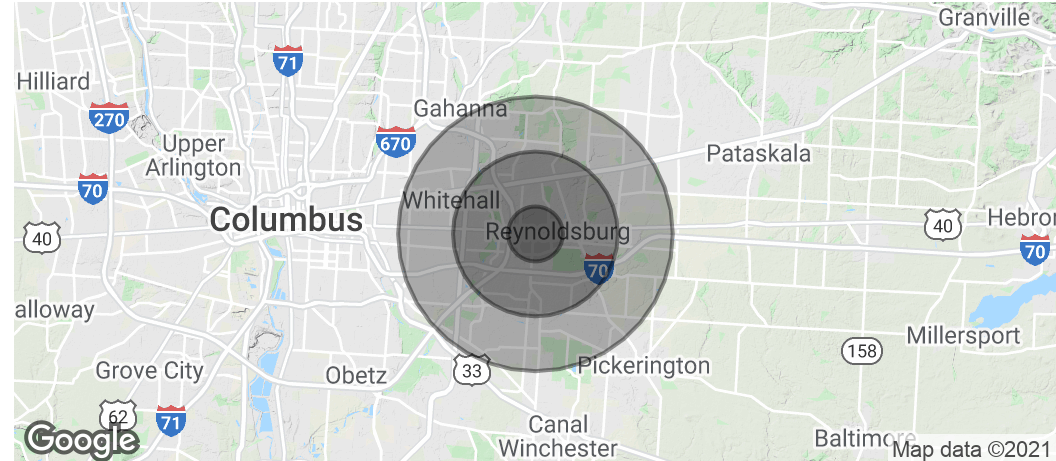 Granville
71
Hilliard
Gahanna
270
670
Upper
Arlington
Pataskala
70
Whitehall
Columbus
Reynoldsburg
Hebron
40
40
70
70
alloway
Millersport
158
Grove City
Obetz
33
Pickerington
62
71
Canal
Winchester
Baltimore
Google
Map data ©2021